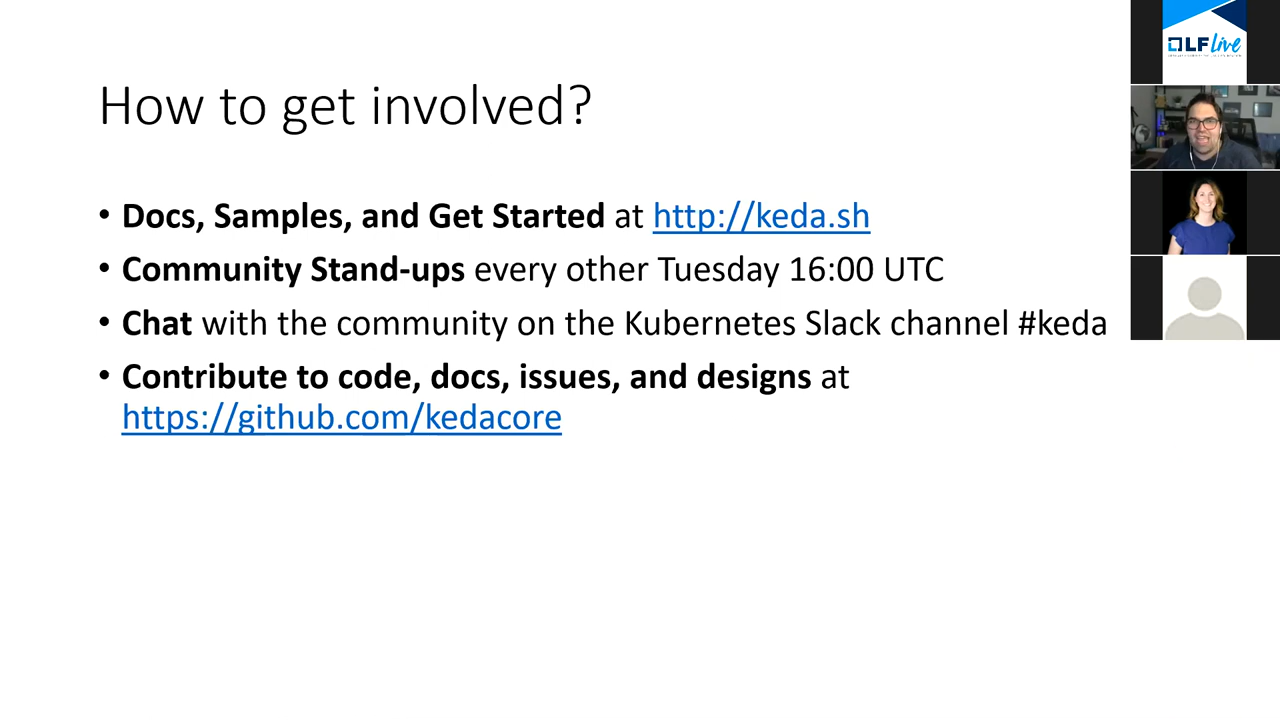 How to get involved?
• Docs, Samples, and Get Started at http://keda.sh
• Community Stand-ups every other Tuesday 16:00 UTC
• Chat with the community on the Kubernetes Slack channel #keda
• Contribute to code, docs, issues, and designs at
https://github.com/kedacore
LF live